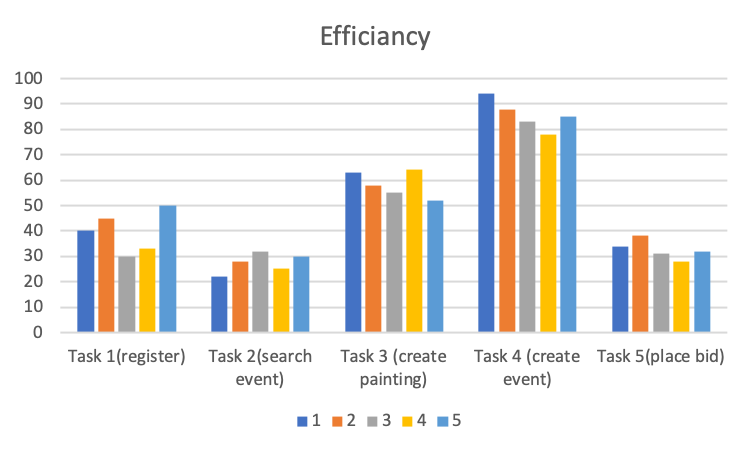 Efficiancy
100
90
80
70
60
50
40
30
20
10
0
Task 1(register)
Task 2(search
event)
Task 3 (create
painting)
Task 4 (create
event)
Task 5(place bid)
1 2 3 4 5